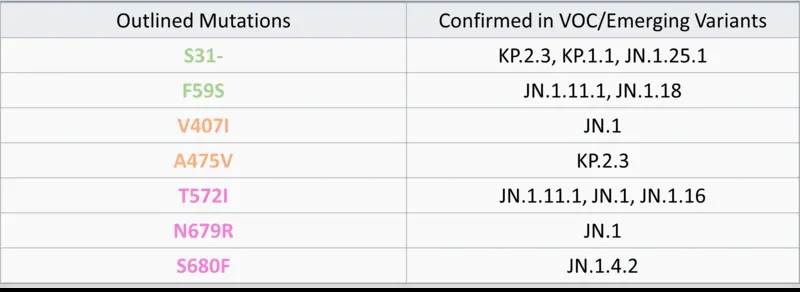 Outlined Mutations Confirmed in VOC/Emerging Variants
S31- KP.2.3, KP.1.1, JN.1.25.1
F59S JN.1.11.1, JN.1.18
V407I JN.1
A475V KP.2.3
T572I JN.1.11.1, JN.1, JN.1.16
N679R JN.1
S680F JN.1.4.2